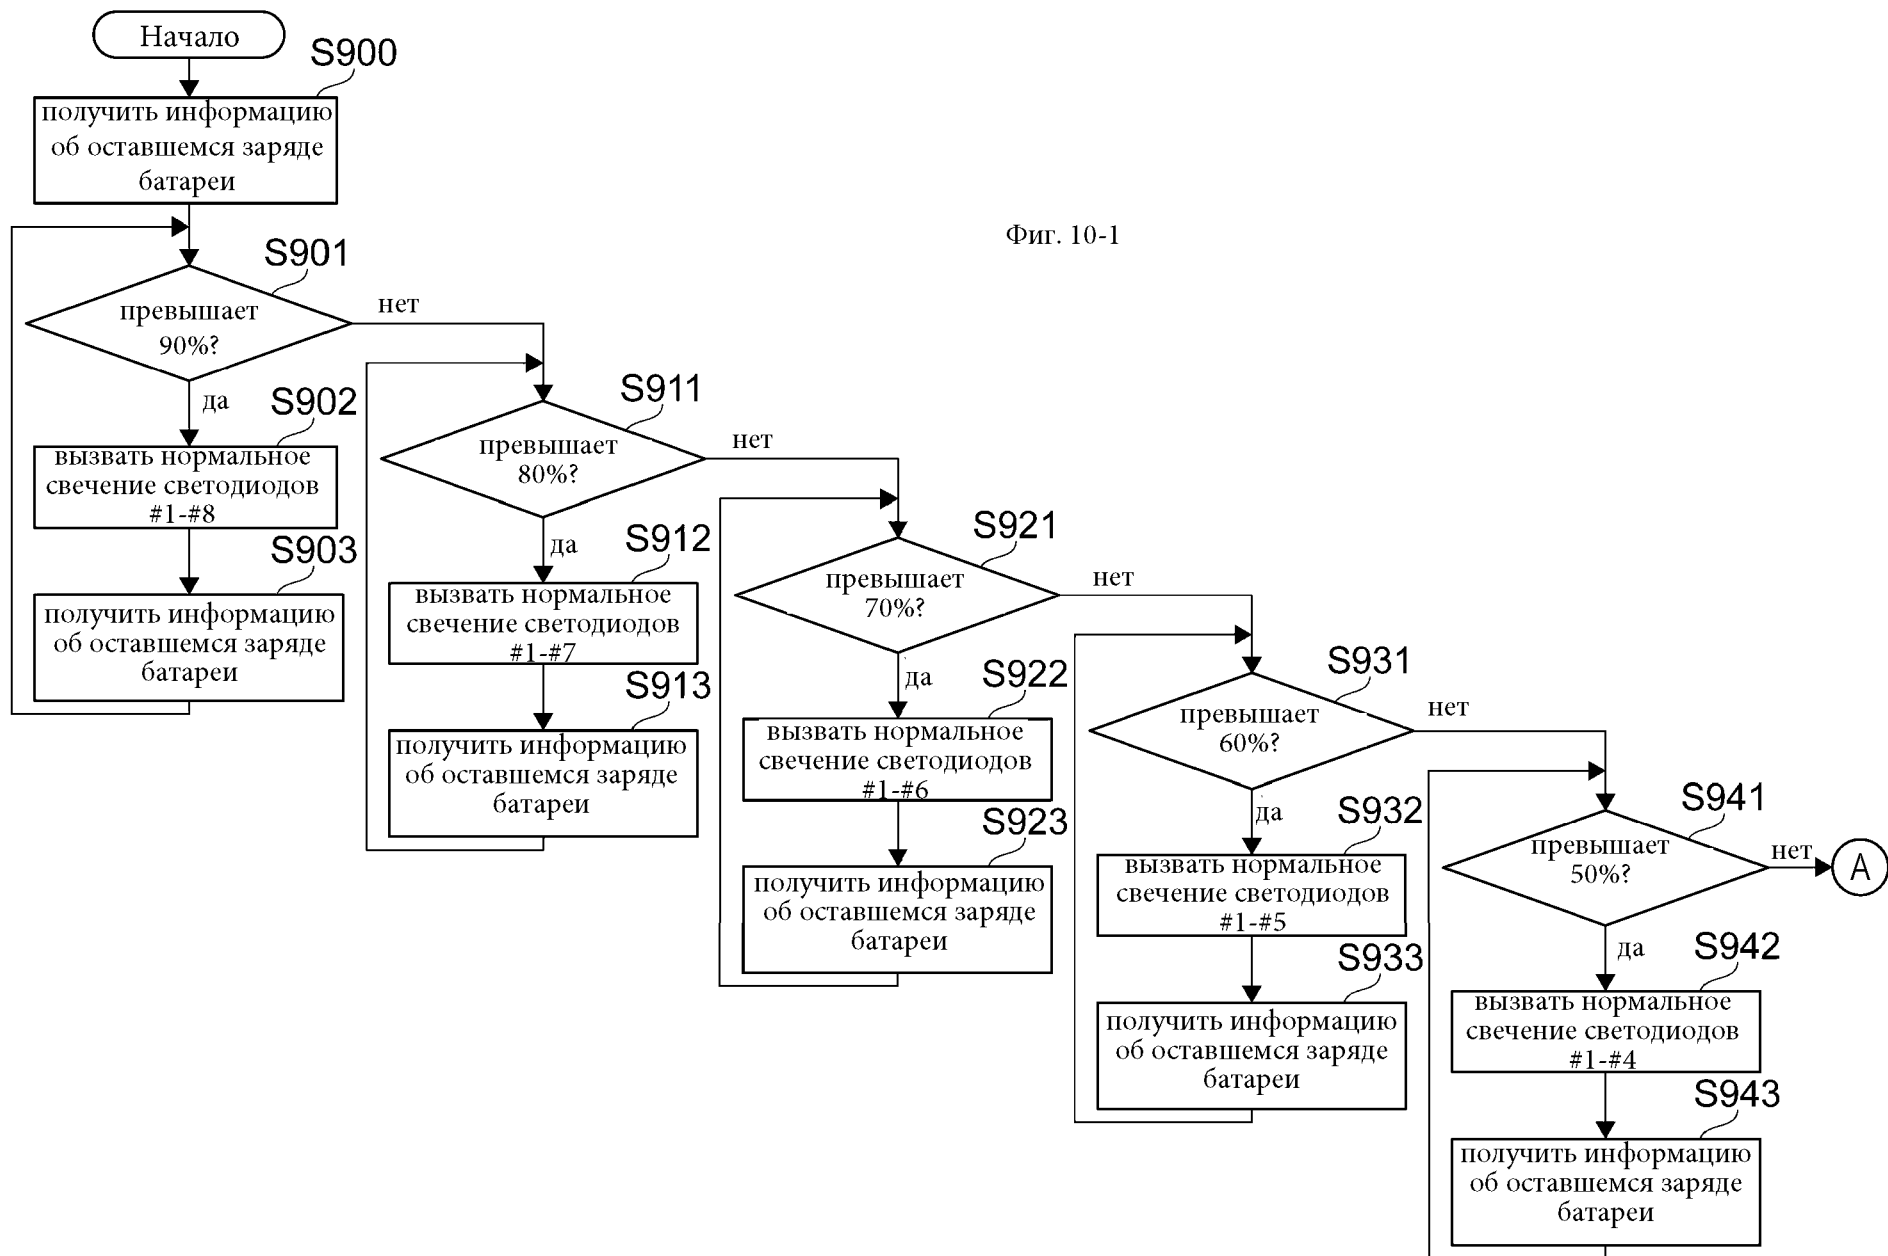 Начало
S900
получить информацию
об оставшемся заряде
батареи
Фиг. 10-1
S901
превышает
90%?
нет
да
S902
вызвать нормальное
свечение светодиодов
#1-#8
S903
получить информацию
об оставшемся заряде
батареи
S911
превышает
80%?
нет
да
S912
вызвать нормальное
свечение светодиодов
#1-#7
S913
получить информацию
об оставшемся заряде
батареи
S921
превышает
70%?
нет
да
S922
вызвать нормальное
свечение светодиодов
#1-#6
S923
получить информацию
об оставшемся заряде
батареи
S931
превышает
60%?
нет
да
S932
вызвать нормальное
свечение светодиодов
#1-#5
S933
получить информацию
об оставшемся заряде
батареи
S941
превышает
50%?
нет
A
да
S942
вызвать нормальное
свечение светодиодов
#1-#4
S943
получить информацию
об оставшемся заряде
батареи